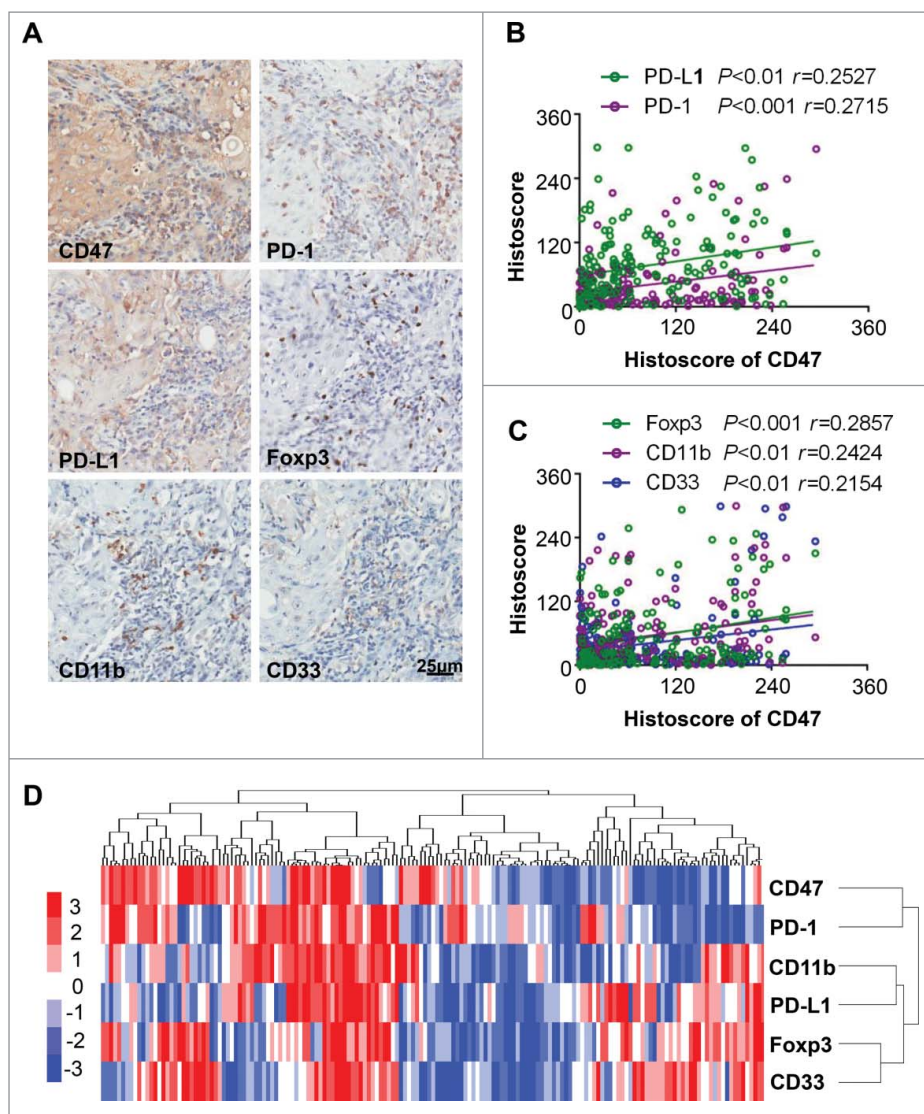 A
CD47
PD-1
PD-L1
Foxp3
CD11b
CD33
25µm
B
PD-L1 P<0.01 r=0.2527
PD-1 P<0.001 r=0.2715
360
240
120
0
Histoscore
0 120 240 360
Histoscore of CD47
C
Foxp3 P<0.001 r=0.2857
CD11b P<0.01 r=0.2424
CD33 P<0.01 r=0.2154
360
240
120
0
Histoscore
0 120 240 360
Histoscore of CD47
D
3
2
1
0
-1
-2
-3
CD47
PD-1
CD11b
PD-L1
Foxp3
CD33